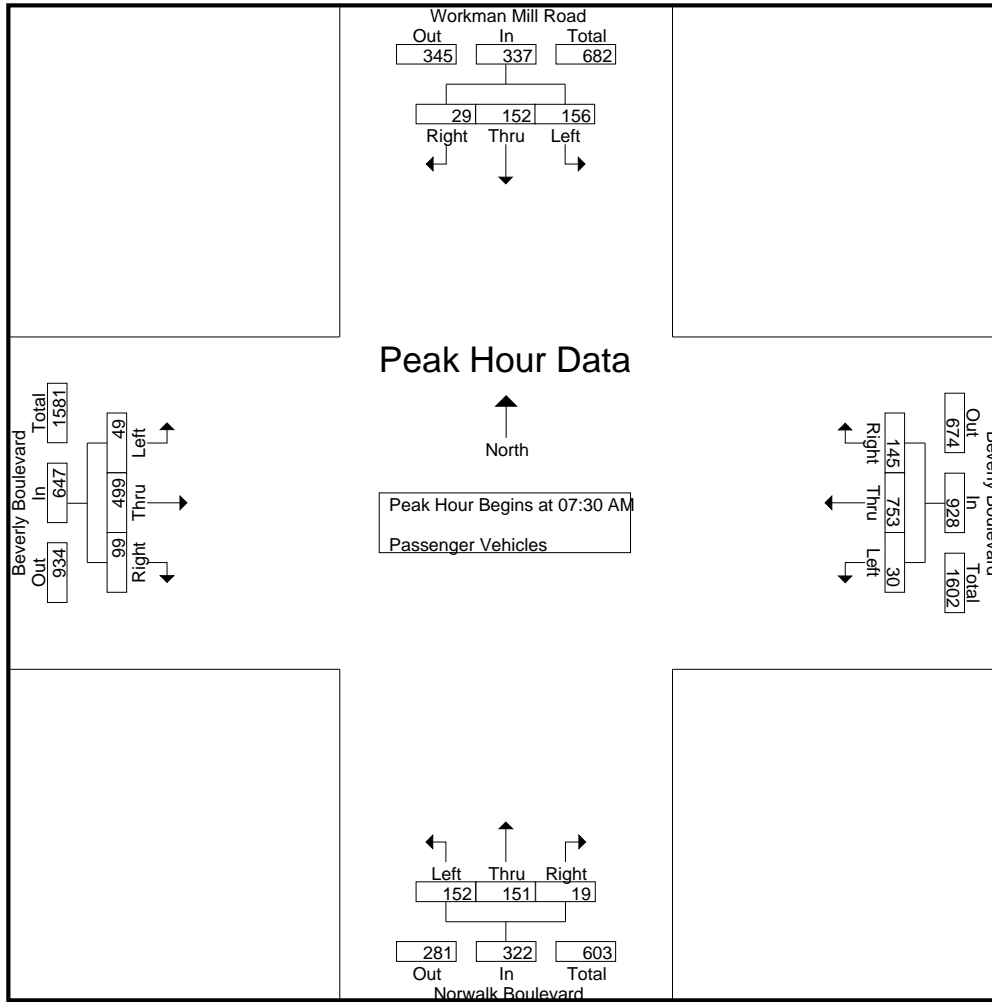 Workman Mill Road
Out In Total
345 337 682
29 152 156
Right Thru Left
Peak Hour Data
North
Peak Hour Begins at 07:30 AM
Passenger Vehicles
Beverly Boulevard
Total In Out
1581 647 934
49 499 99
Left Thru Right
Beverly Boulevard
Out In Total
674 928 1602
145 753 30
Right Thru Left
Left Thru Right
152 151 19
281 322 603
Out In Total
Norwalk Boulevard